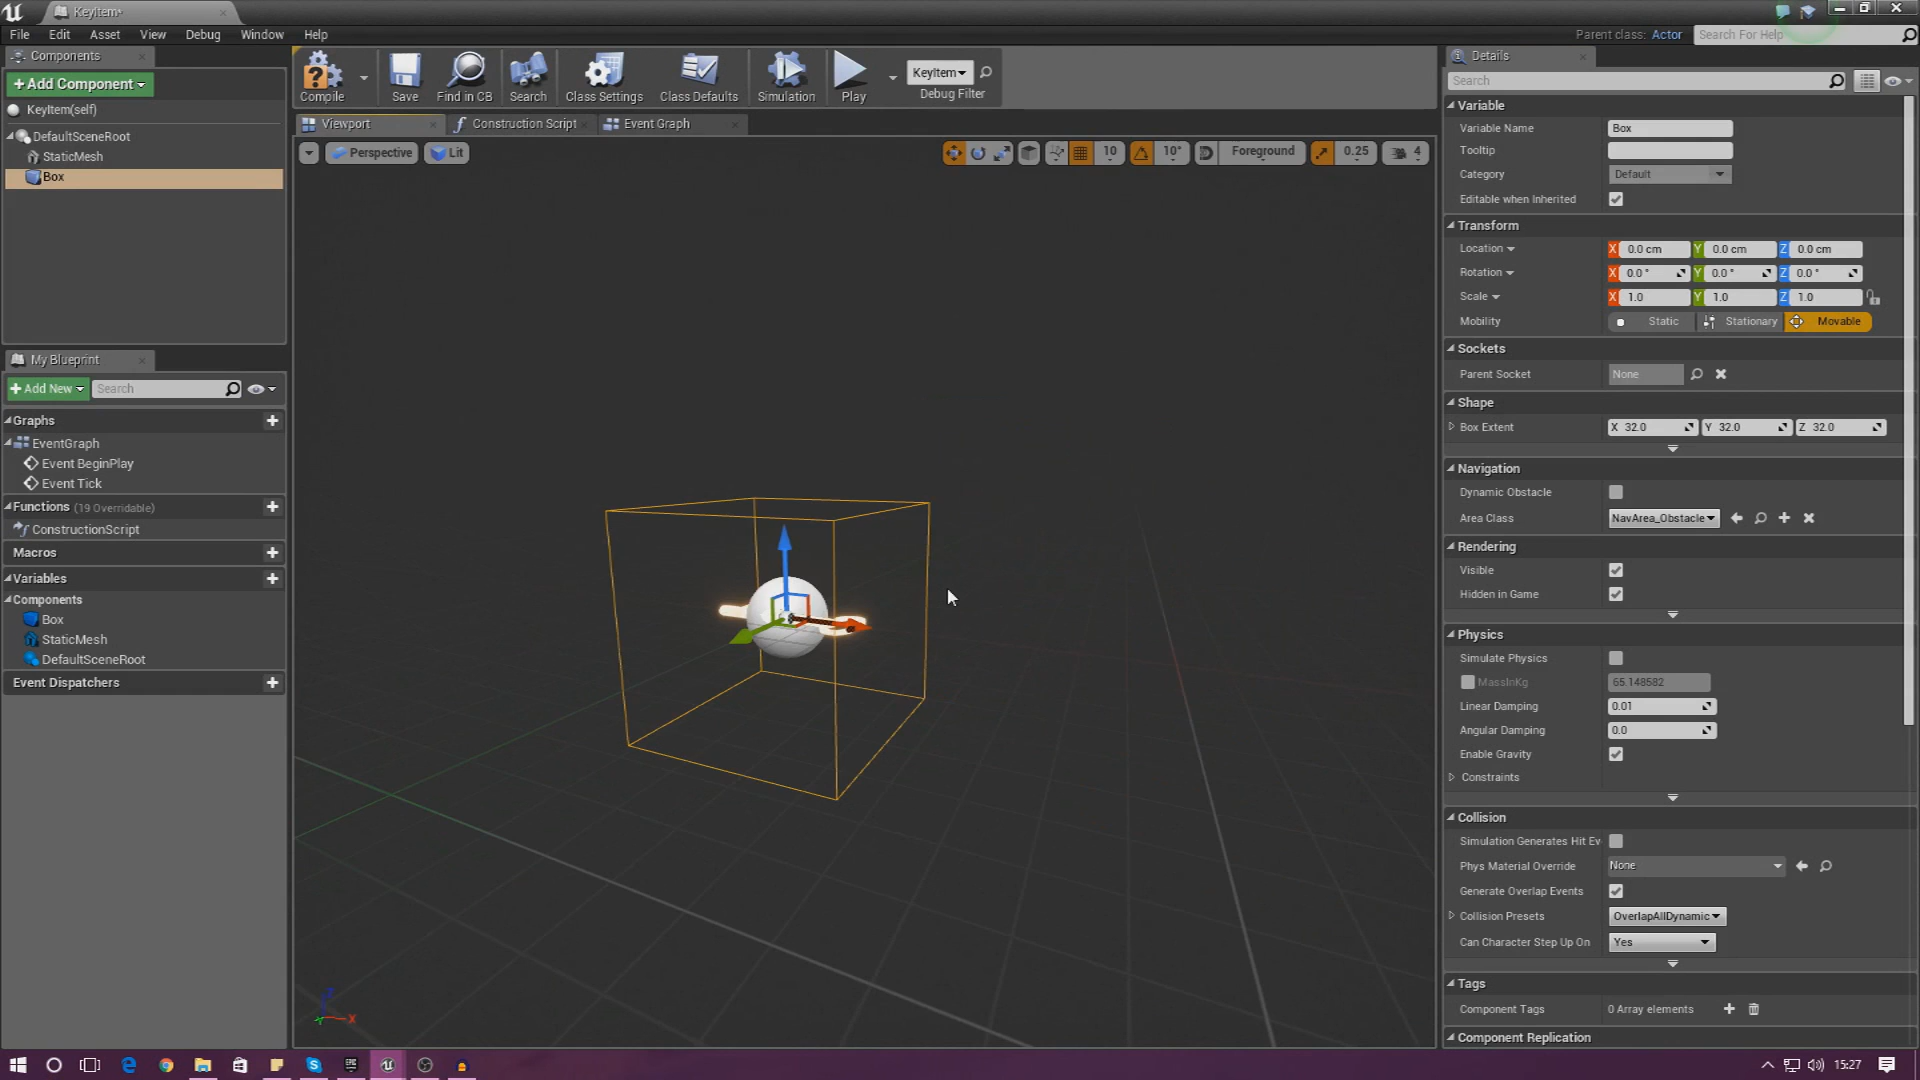 KeyItem*
File Edit Asset View Debug Window Help
Parent class: Actor
Search For Help
Components
+Add Component
KeyItem(self)
DefaultSceneRoot
StaticMesh
Box
Compile Save Find in CB Search Class Settings Class Defaults Simulation Play
KeyItem
Debug Filter
Viewport Construction Script Event Graph
Perspective Lit 10 10° Foreground 0.25 4
My Blueprint
+Add New Search
Graphs
EventGraph
Event BeginPlay
Event Tick
Functions (19 Overridable)
ConstructionScript
Macros
Variables
Components
Box
StaticMesh
DefaultSceneRoot
Event Dispatchers
Z
X
Details
Search
Variable
Variable Name Box
Tooltip
Category Default
Editable when Inherited
Transform
Location X 0.0 cm Y 0.0 cm Z 0.0 cm
Rotation X 0.0 ° Y 0.0 ° Z 0.0 °
Scale X 1.0 Y 1.0 Z 1.0
Mobility Static Stationary Movable
Sockets
Parent Socket None
Shape
Box Extent X 32.0 Y 32.0 Z 32.0
Navigation
Dynamic Obstacle
Area Class NavArea_Obstacle
Rendering
Visible
Hidden in Game
Physics
Simulate Physics
MassInKg 65.148582
Linear Damping 0.01
Angular Damping 0.0
Enable Gravity
Constraints
Collision
Simulation Generates Hit Ev
Phys Material Override None
Generate Overlap Events
Collision Presets OverlapAllDynamic
Can Character Step Up On Yes
Tags
Component Tags 0 Array elements
Component Replication
15:27